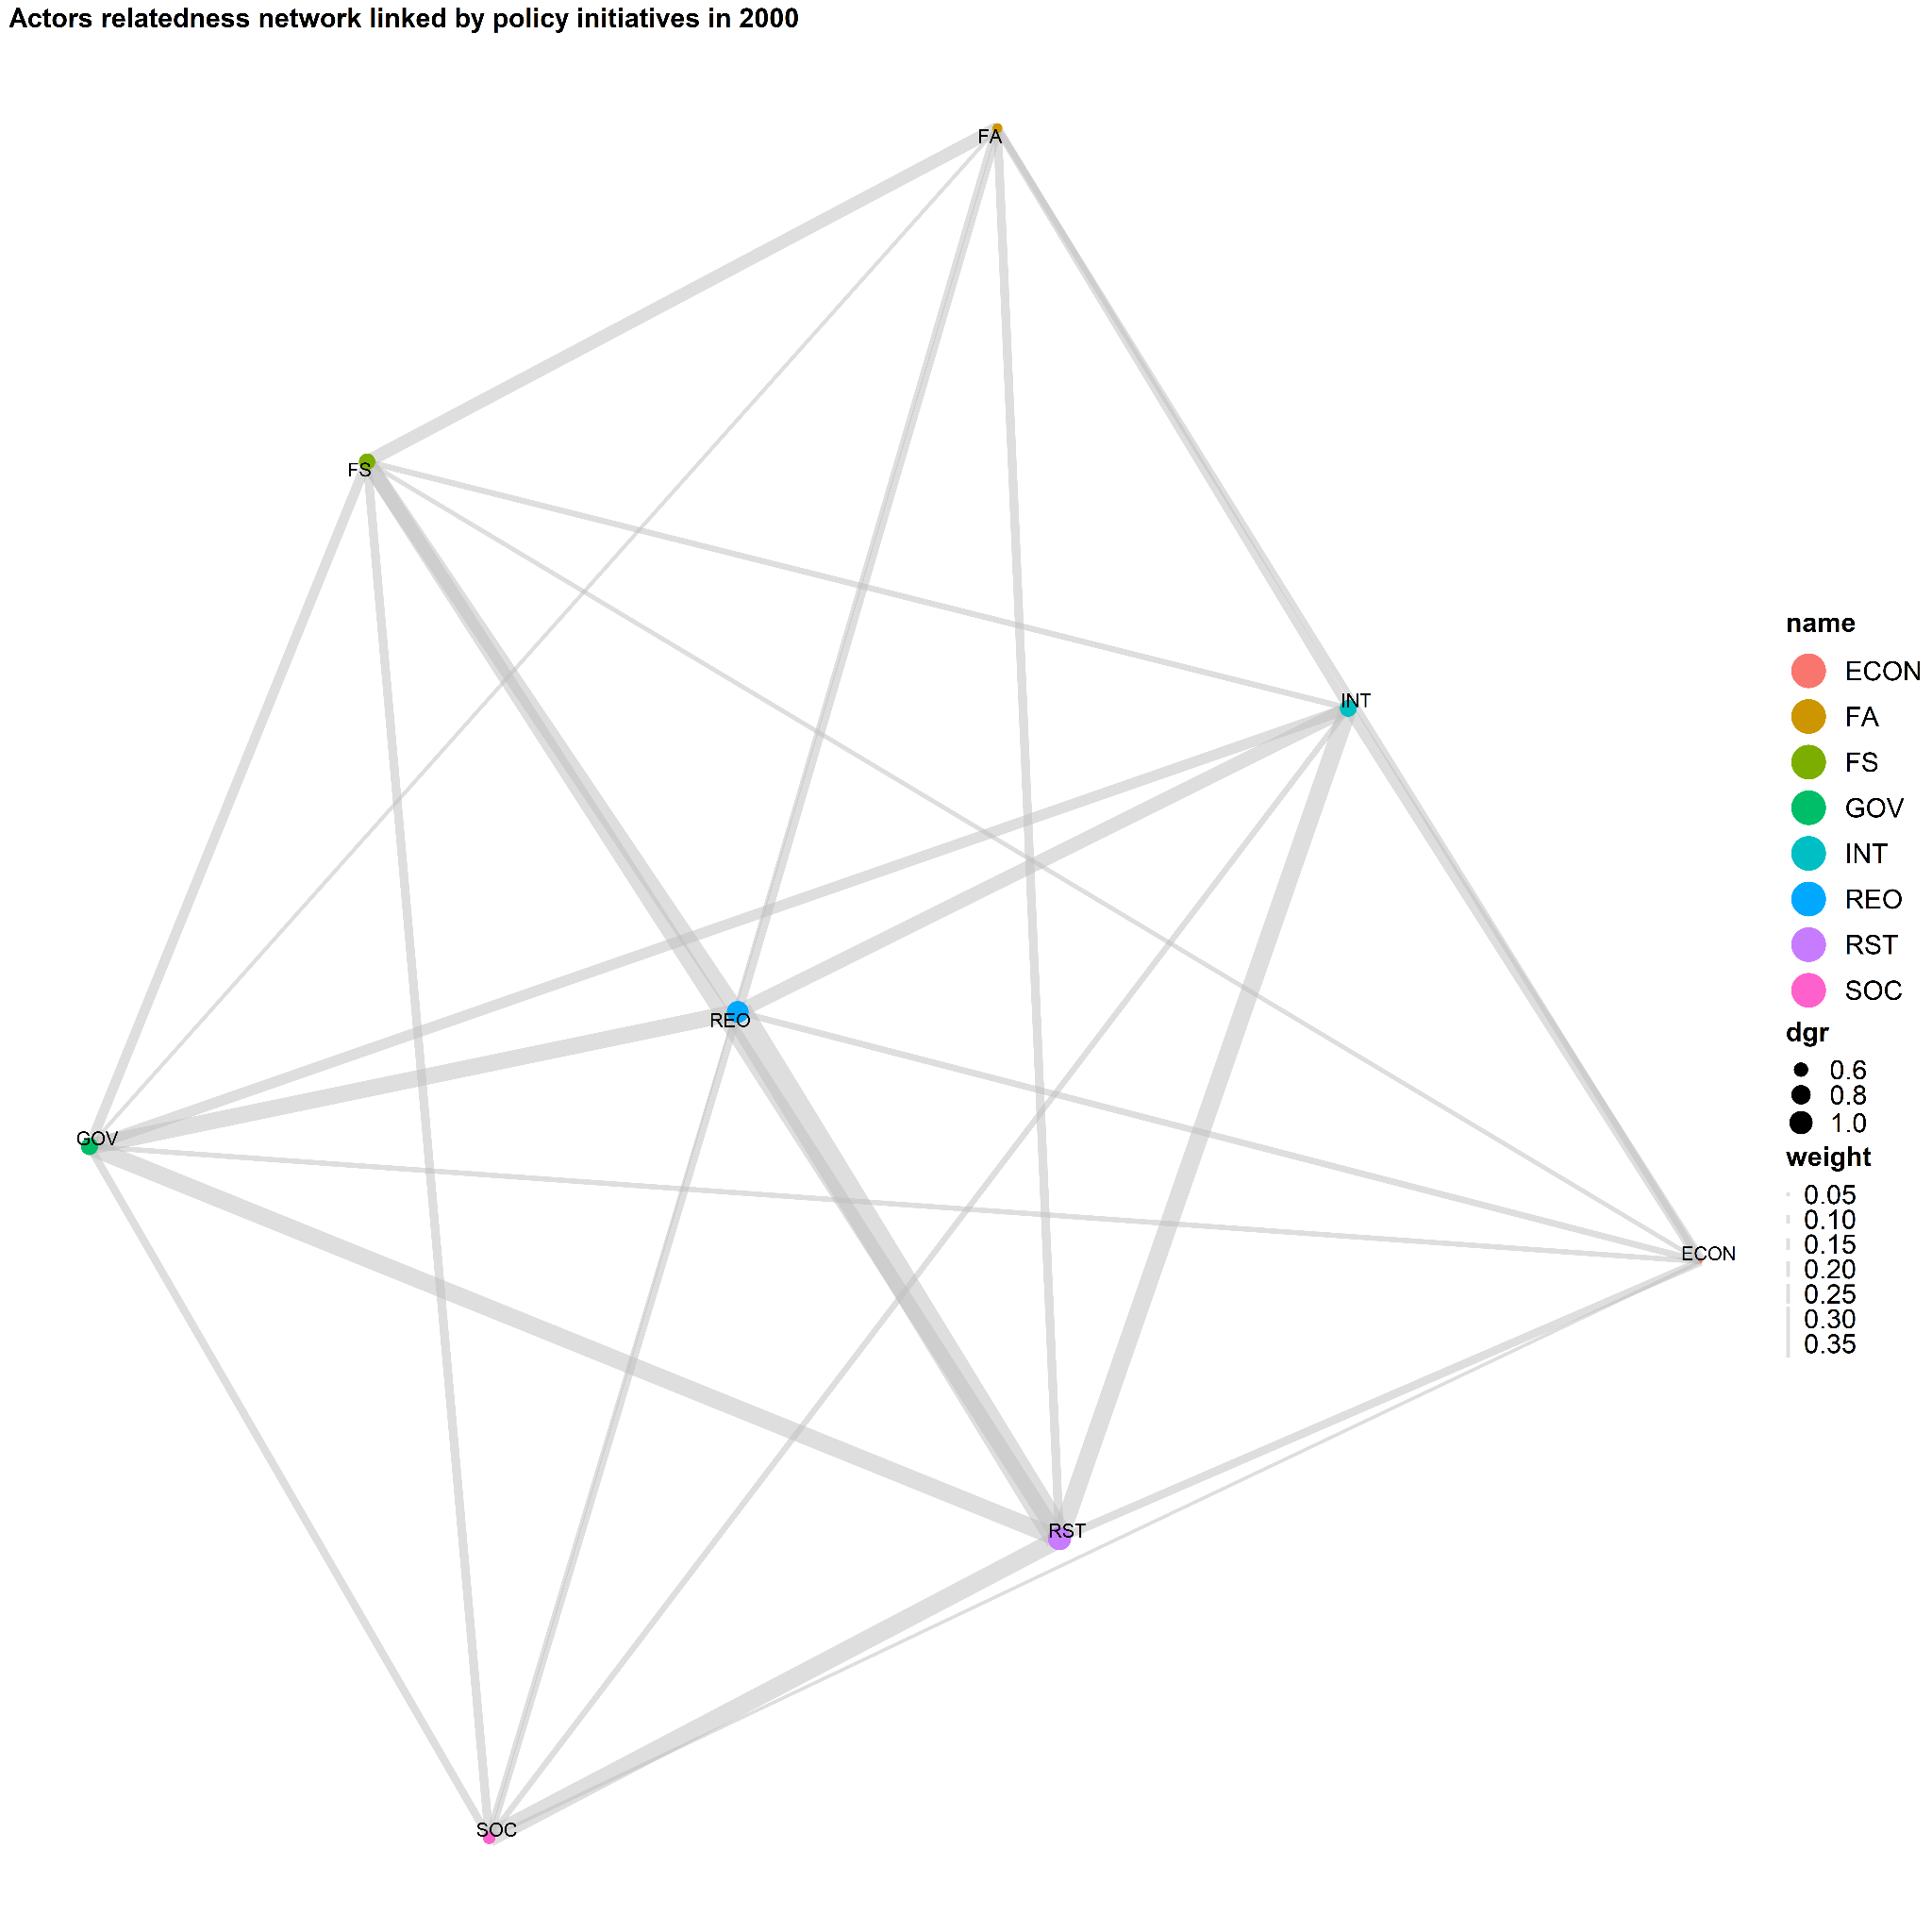 Actors relatedness network linked by policy initiatives in 2000
FA
FS
INT
REO
GOV
ECON
RST
SOC
name
ECON
FA
FS
GOV
INT
REO
RST
SOC
dgr
0.6
0.8
1.0
weight
0.05
0.10
0.15
0.20
0.25
0.30
0.35